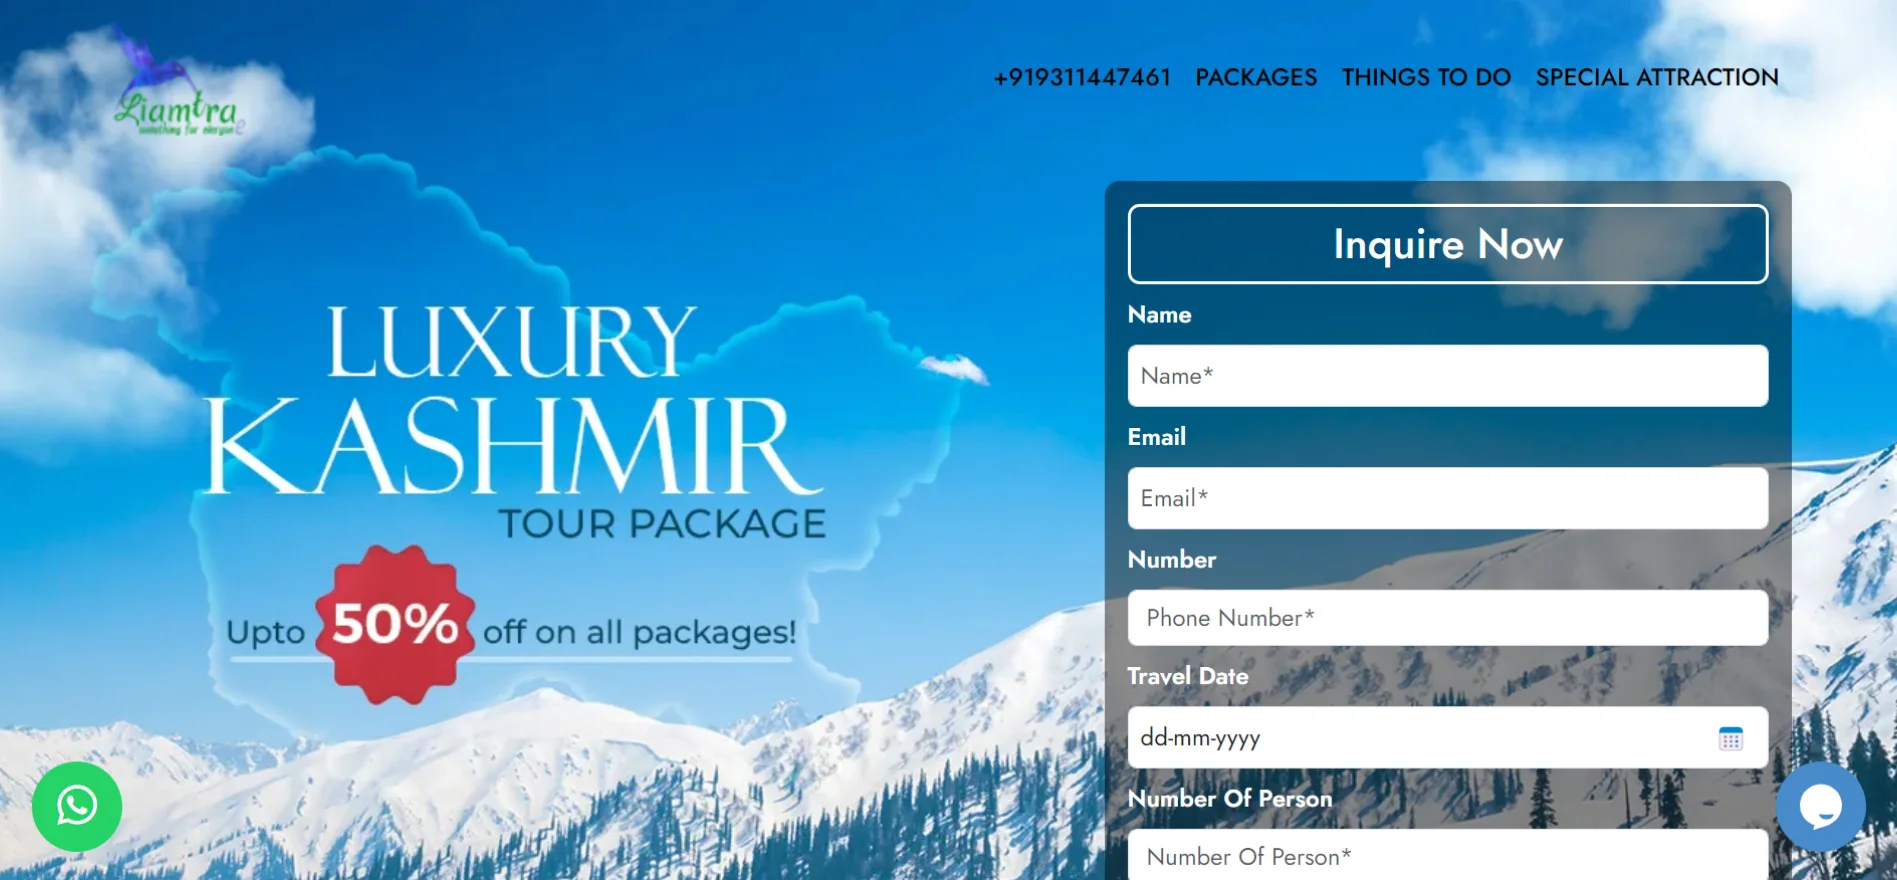 Liamtra
something for everyone
+919311447461 PACKAGES THINGS TO DO SPECIAL ATTRACTION
LUXURY
KASHMIR
TOUR PACKAGE
Upto 50% off on all packages!
Inquire Now
Name
Name*
Email
Email*
Number
Phone Number*
Travel Date
dd-mm-yyyy
Number Of Person
Number Of Person*